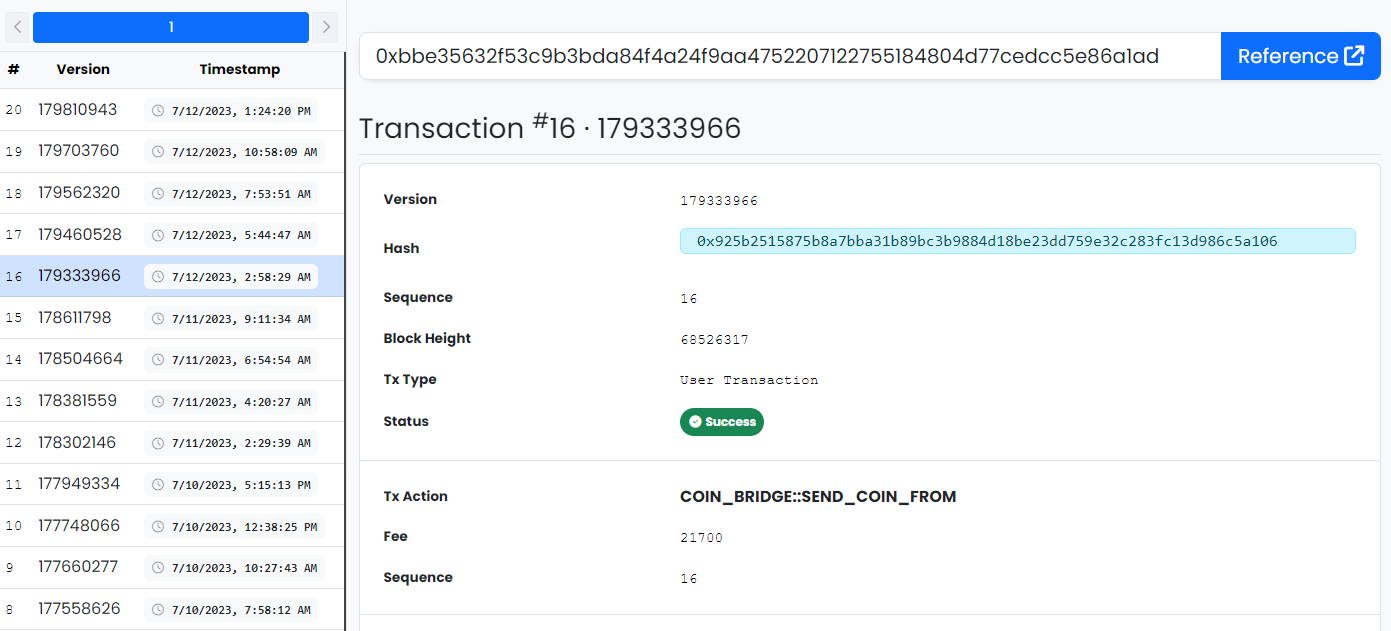 1
# Version Timestamp
20 179810943 7/12/2023, 1:24:20 PM
19 179703760 7/12/2023, 10:58:09 AM
18 179562320 7/12/2023, 7:53:51 AM
17 179460528 7/12/2023, 5:44:47 AM
16 179333966 7/12/2023, 2:58:29 AM
15 178611798 7/11/2023, 9:11:34 AM
14 178504664 7/11/2023, 6:54:54 AM
13 178381559 7/11/2023, 4:20:27 AM
12 178302146 7/11/2023, 2:29:39 AM
11 177949334 7/10/2023, 5:15:13 PM
10 177748066 7/10/2023, 12:38:25 PM
9 177660277 7/10/2023, 10:27:43 AM
8 177558626 7/10/2023, 7:58:12 AM
0xbbe35632f53c9b3bda84f4a24f9aa4752207122755184804d77cedcc5e86a1ad
Reference
Transaction #16 · 179333966
Version 179333966
Hash 0x925b2515875b8a7bba31b89bc3b9884d18be23dd759e32c283fc13d986c5a106
Sequence 16
Block Height 68526317
Tx Type User Transaction
Status Success
Tx Action COIN_BRIDGE::SEND_COIN_FROM
Fee 21700
Sequence 16